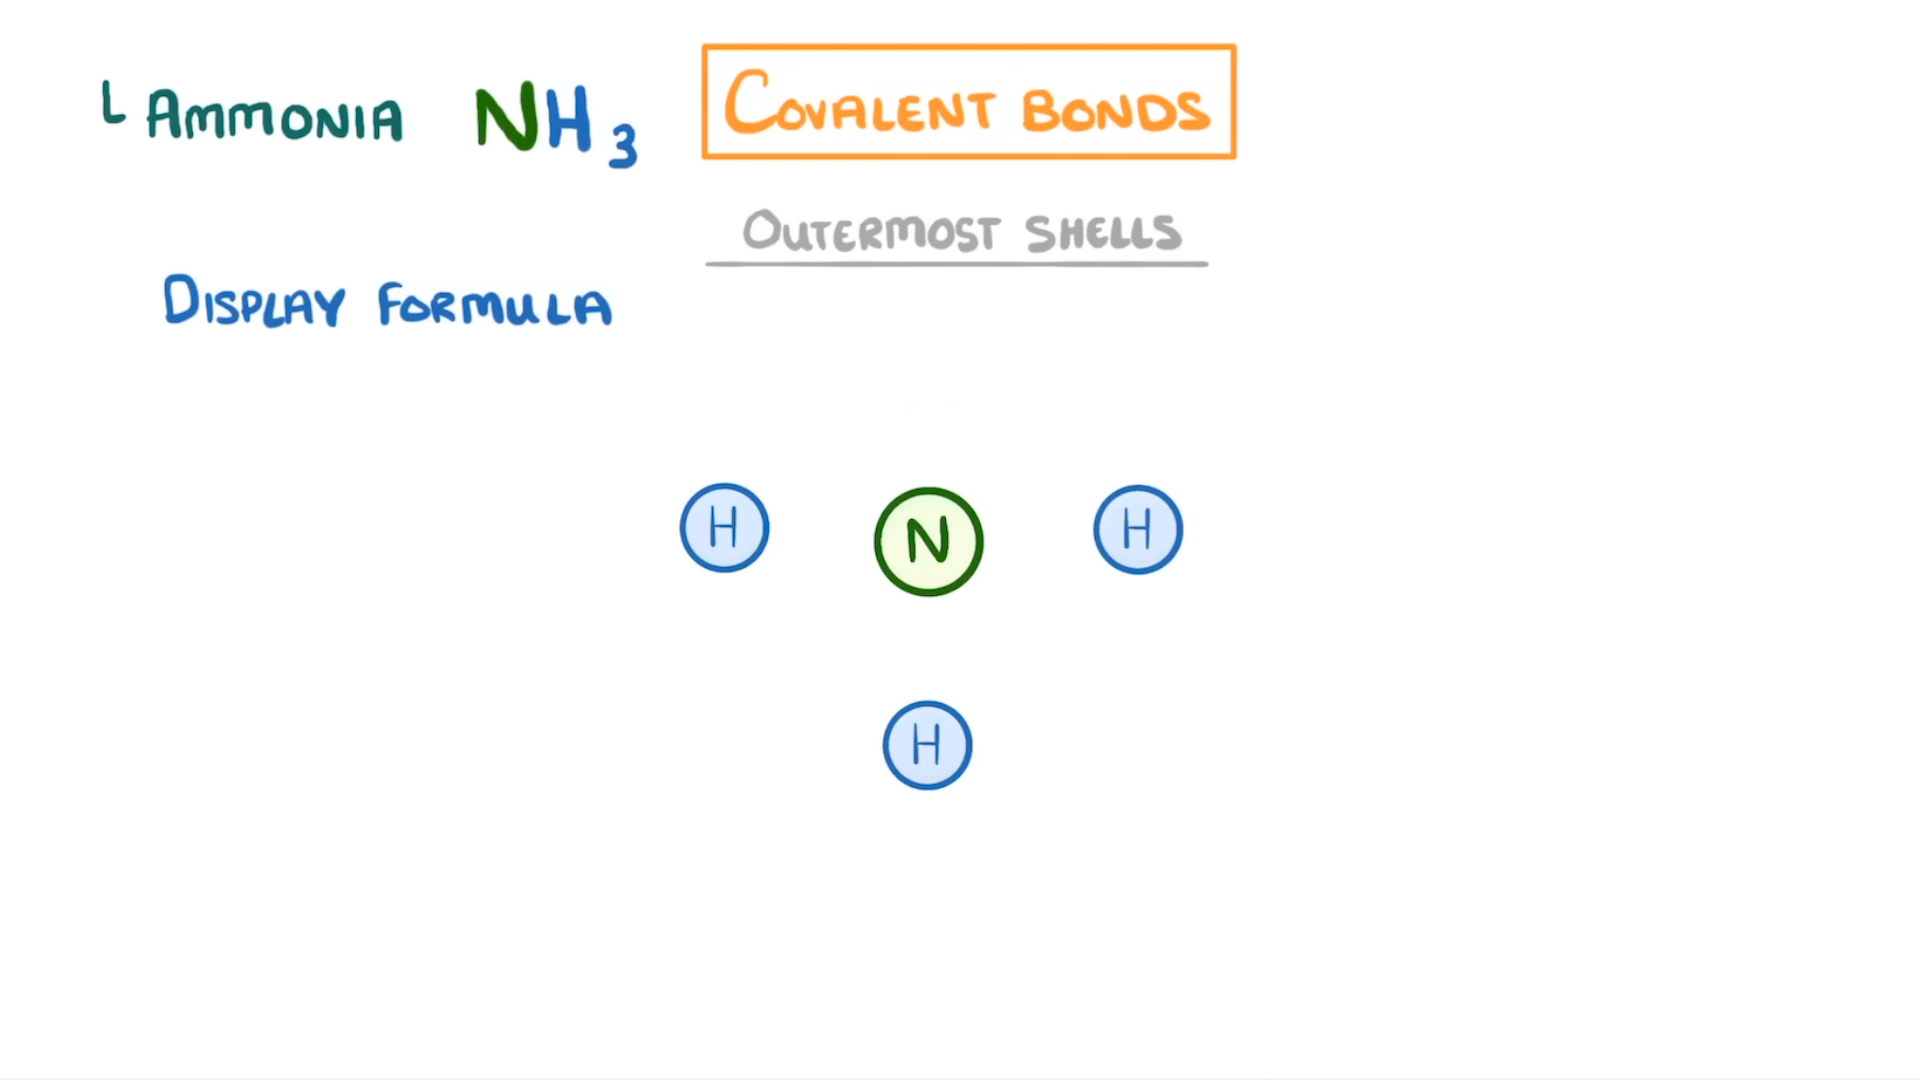 L AMMONIA NH3
COVALENT BONDS
OUTERMOST SHELLS
DISPLAY FORMULA
H N H
H